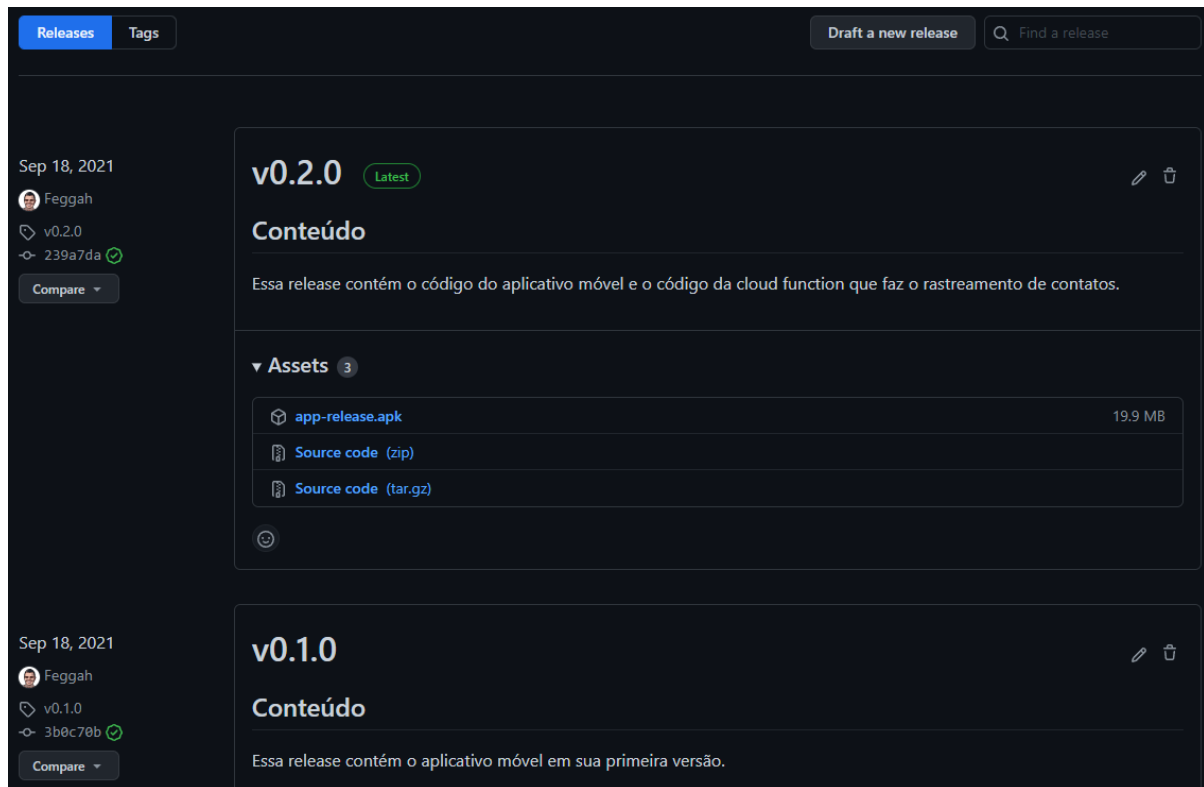 Releases Tags Draft a new release Find a release
Sep 18, 2021
Feggah
v0.2.0
239a7da
Compare
v0.2.0 Latest
Conteúdo
Essa release contém o código do aplicativo móvel e o código da cloud function que faz o rastreamento de contatos.
Assets 3
app-release.apk 19.9 MB
Source code (zip)
Source code (tar.gz)
Sep 18, 2021
Feggah
v0.1.0
3b0c70b
Compare
v0.1.0
Conteúdo
Essa release contém o aplicativo móvel em sua primeira versão.